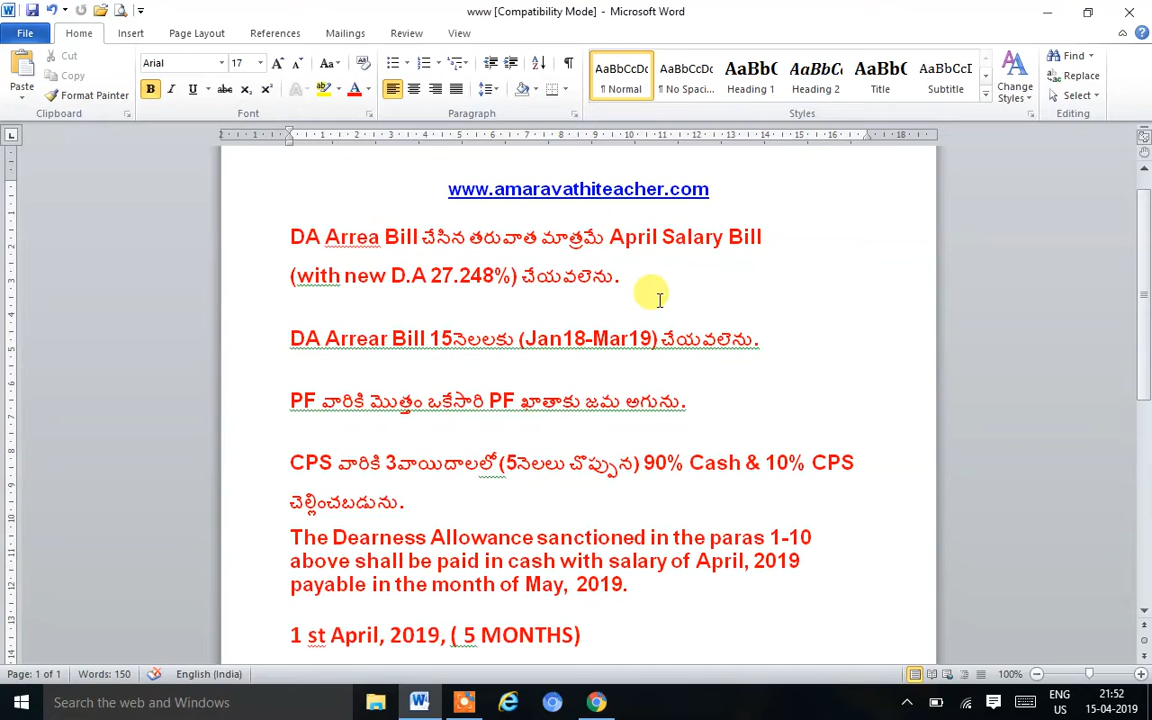 www [Compatibility Mode] - Microsoft Word
File Home Insert Page Layout References Mailings Review View
Cut
Copy
Format Painter
Paste
Clipboard
Arial 17
Font
Paragraph
AaBbCcDc AaBbCcDc AaBbC AaBbCc AaBbC AaBbCcI
¶ Normal ¶ No Spaci... Heading 1 Heading 2 Title Subtitle
Styles
Change Styles
Find
Replace
Select
Editing
www.amaravathiteacher.com
DA Arrea Bill చేసిన తరువాత మాత్రమే April Salary Bill
(with new D.A 27.248%) చేయవలెను.
DA Arrear Bill 15నెలలకు (Jan18-Mar19) చేయవలెను.
PF వారికి మొత్తం ఒకేసారి PF ఖాతాకు జమ అగును.
CPS వారికి 3వాయిదాలలో(5నెలలు చొప్పున) 90% Cash & 10% CPS
చెల్లించబడును.
The Dearness Allowance sanctioned in the paras 1-10
above shall be paid in cash with salary of April, 2019
payable in the month of May, 2019.
1 st April, 2019, ( 5 MONTHS)
Page: 1 of 1 Words: 150 English (India) 100%
Search the web and Windows
ENG US
21:52
15-04-2019